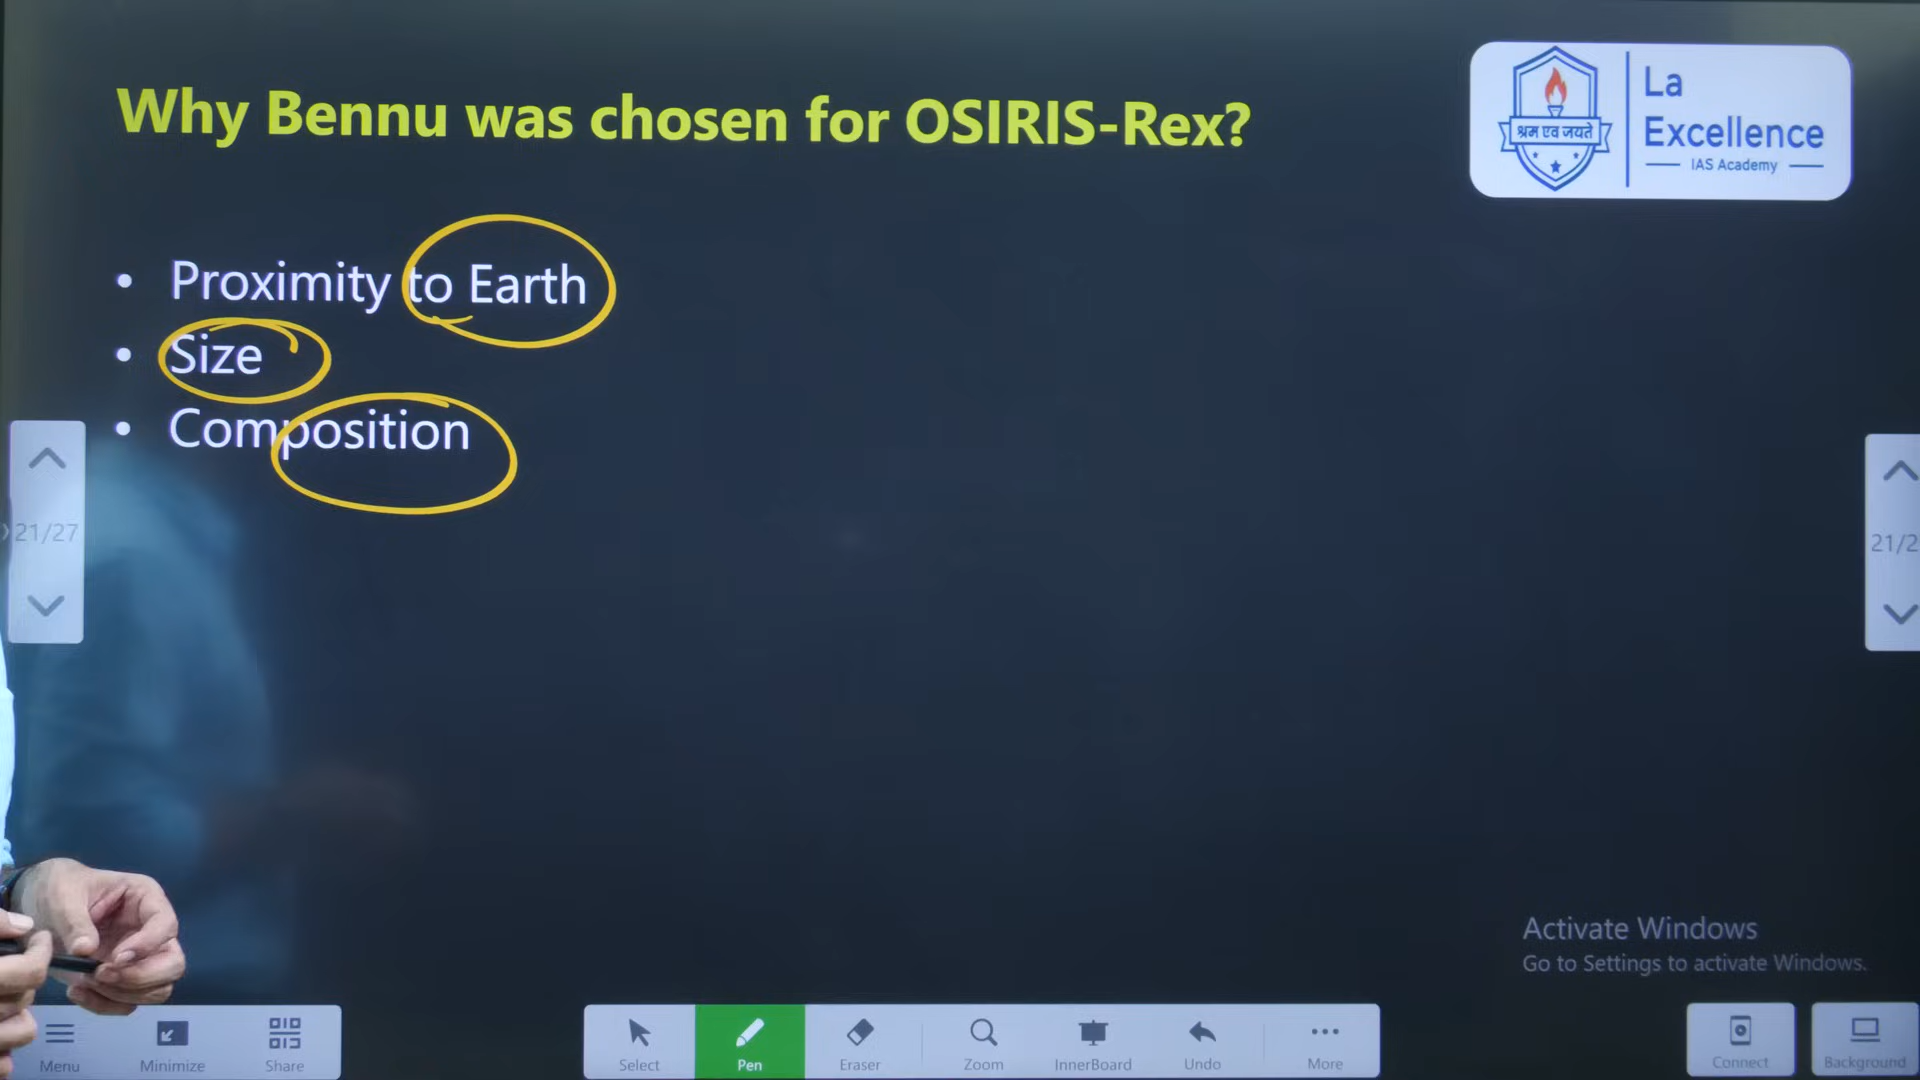 Why Bennu was chosen for OSIRIS-Rex?
La
Excellence
IAS Academy
श्रम एव जयते
• Proximity to Earth
• Size
• Composition
21/27
21/2
Activate Windows
Go to Settings to activate Windows.
Menu
Minimize
Share
Select
Pen
Eraser
Zoom
InnerBoard
Undo
More
Connect
Background